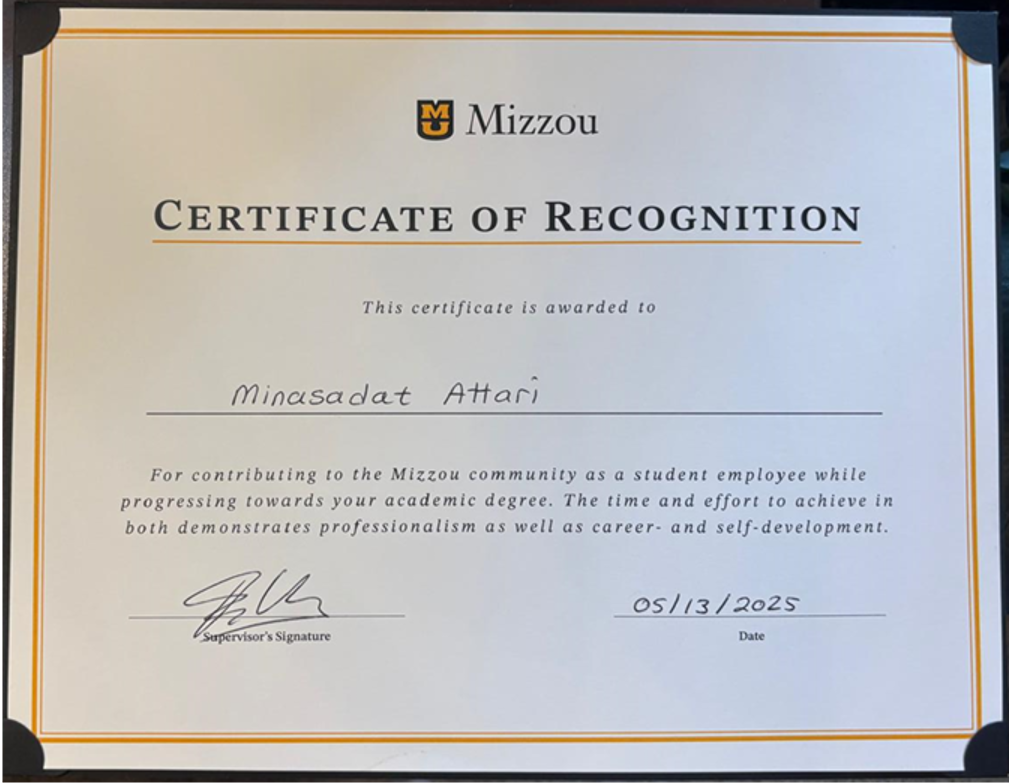 MU Mizzou
CERTIFICATE OF RECOGNITION
This certificate is awarded to
Minasadat Attari
For contributing to the Mizzou community as a student employee while
progressing towards your academic degree. The time and effort to achieve in
both demonstrates professionalism as well as career- and self-development.
05/13/2025
Supervisor's Signature Date